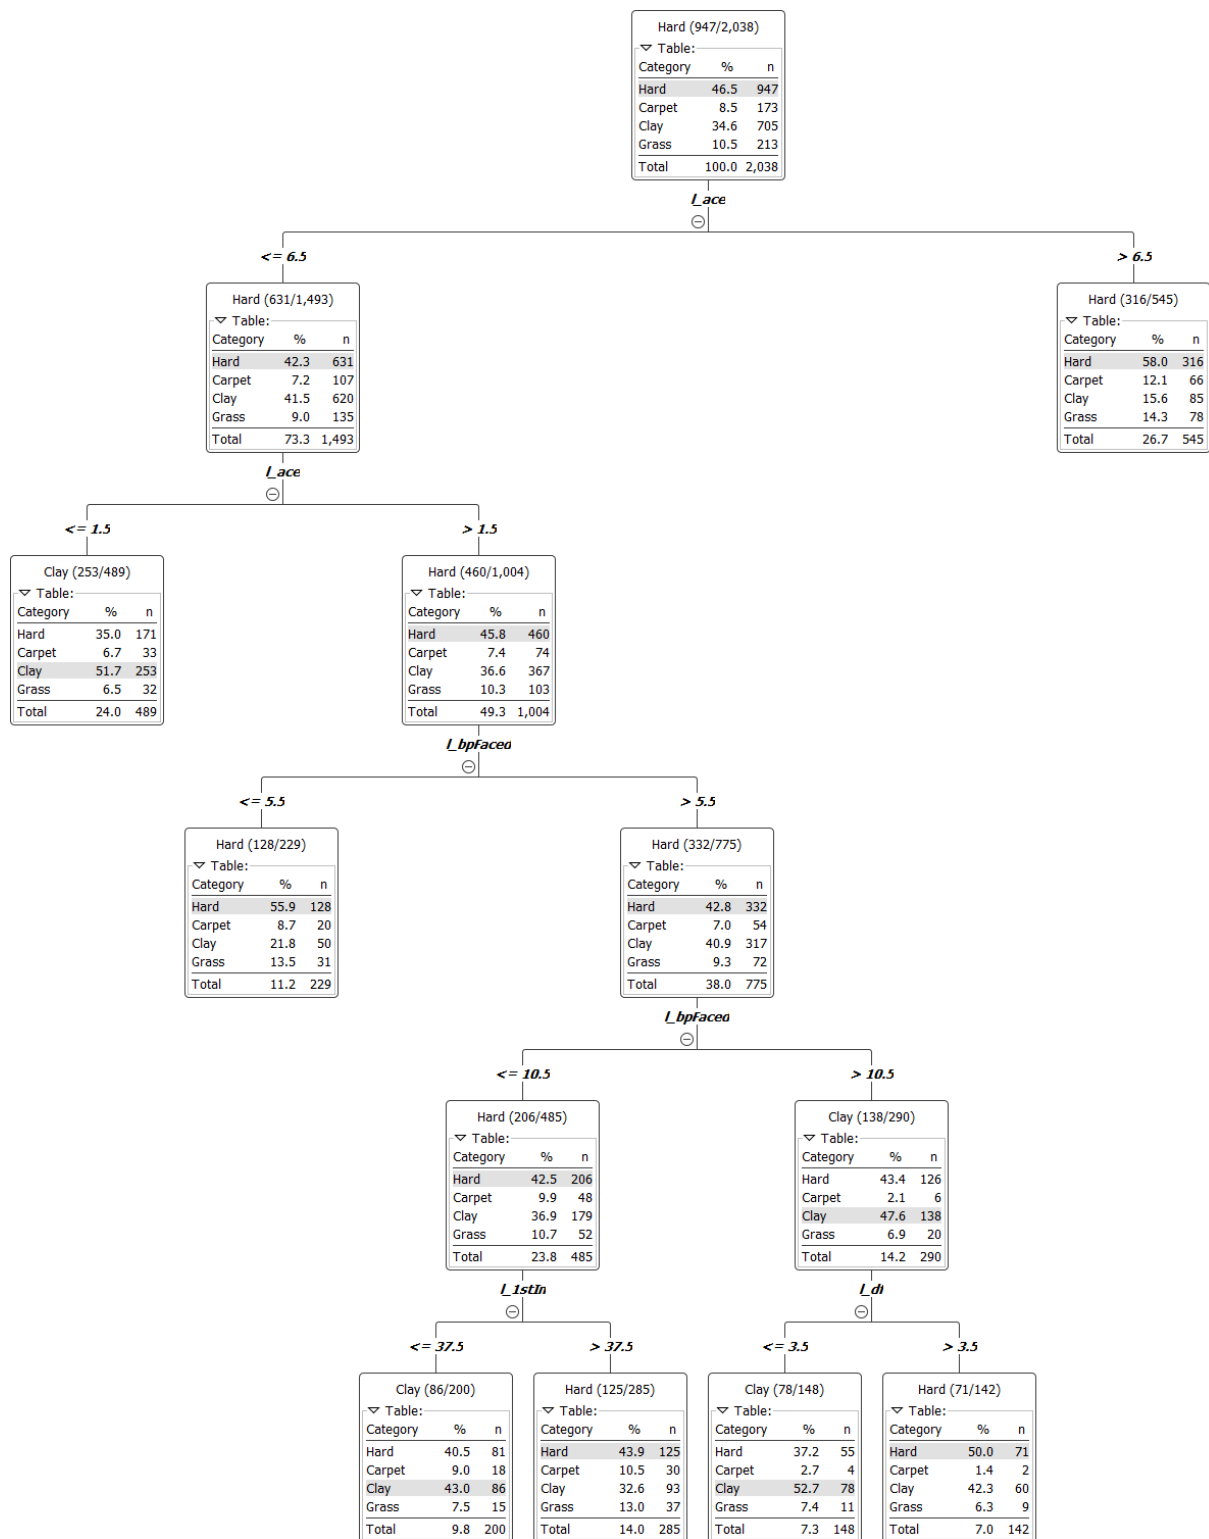 Hard (947/2,038)
Table:
Category % n
Hard 46.5 947
Carpet 8.5 173
Clay 34.6 705
Grass 10.5 213
Total 100.0 2,038
l_ace
<= 6.5
> 6.5
Hard (631/1,493)
Table:
Category % n
Hard 42.3 631
Carpet 7.2 107
Clay 41.5 620
Grass 9.0 135
Total 73.3 1,493
Hard (316/545)
Table:
Category % n
Hard 58.0 316
Carpet 12.1 66
Clay 15.6 85
Grass 14.3 78
Total 26.7 545
l_ace
<= 1.5
> 1.5
Clay (253/489)
Table:
Category % n
Hard 35.0 171
Carpet 6.7 33
Clay 51.7 253
Grass 6.5 32
Total 24.0 489
Hard (460/1,004)
Table:
Category % n
Hard 45.8 460
Carpet 7.4 74
Clay 36.6 367
Grass 10.3 103
Total 49.3 1,004
l_bpFaced
<= 5.5
> 5.5
Hard (128/229)
Table:
Category % n
Hard 55.9 128
Carpet 8.7 20
Clay 21.8 50
Grass 13.5 31
Total 11.2 229
Hard (332/775)
Table:
Category % n
Hard 42.8 332
Carpet 7.0 54
Clay 40.9 317
Grass 9.3 72
Total 38.0 775
l_bpFaced
<= 10.5
> 10.5
Hard (206/485)
Table:
Category % n
Hard 42.5 206
Carpet 9.9 48
Clay 36.9 179
Grass 10.7 52
Total 23.8 485
Clay (138/290)
Table:
Category % n
Hard 43.4 126
Carpet 2.1 6
Clay 47.6 138
Grass 6.9 20
Total 14.2 290
l_1stIn
l_df
<= 37.5
> 37.5
<= 3.5
> 3.5
Clay (86/200)
Table:
Category % n
Hard 40.5 81
Carpet 9.0 18
Clay 43.0 86
Grass 7.5 15
Total 9.8 200
Hard (125/285)
Table:
Category % n
Hard 43.9 125
Carpet 10.5 30
Clay 32.6 93
Grass 13.0 37
Total 14.0 285
Clay (78/148)
Table:
Category % n
Hard 37.2 55
Carpet 2.7 4
Clay 52.7 78
Grass 7.4 11
Total 7.3 148
Hard (71/142)
Table:
Category % n
Hard 50.0 71
Carpet 1.4 2
Clay 42.3 60
Grass 6.3 9
Total 7.0 142